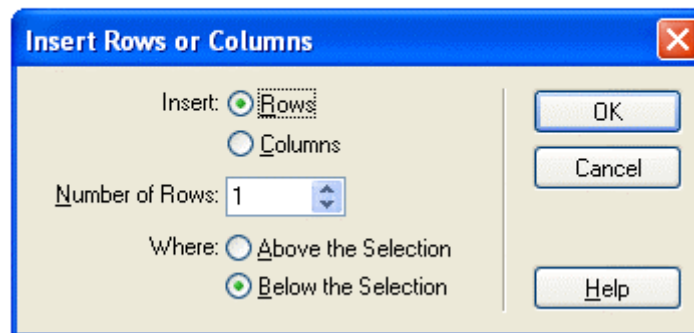 Insert Rows or Columns
Insert: Rows
Columns
Number of Rows: 1
Where: Above the Selection
Below the Selection
OK
Cancel
Help